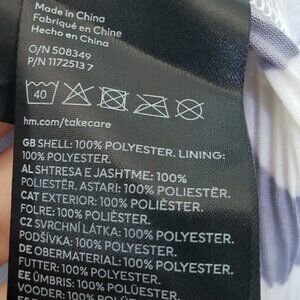 Made in China
Fabriqué en Chine
Hecho en China
O/N 508349
P/N 1172513 7
40
hm.com/takecare
GB SHELL: 100% POLYESTER. LINING:
100% POLYESTER.
AL SHTRESA E JASHTME: 100%
POLIESTËR. ASTARI: 100% POLIESTËR.
CAT EXTERIOR: 100% POLIÈSTER.
FOLRE: 100% POLIÈSTER.
CZ SVRCHNÍ LÁTKA: 100% POLYESTER.
PODŠÍVKA: 100% POLYESTER.
DE OBERMATERIAL: 100% POLYESTER.
FUTTER: 100% POLYESTER.
EE ÜMBRIS: 100% POLÜESTER.
VOODER: 100% POLÜESTER.